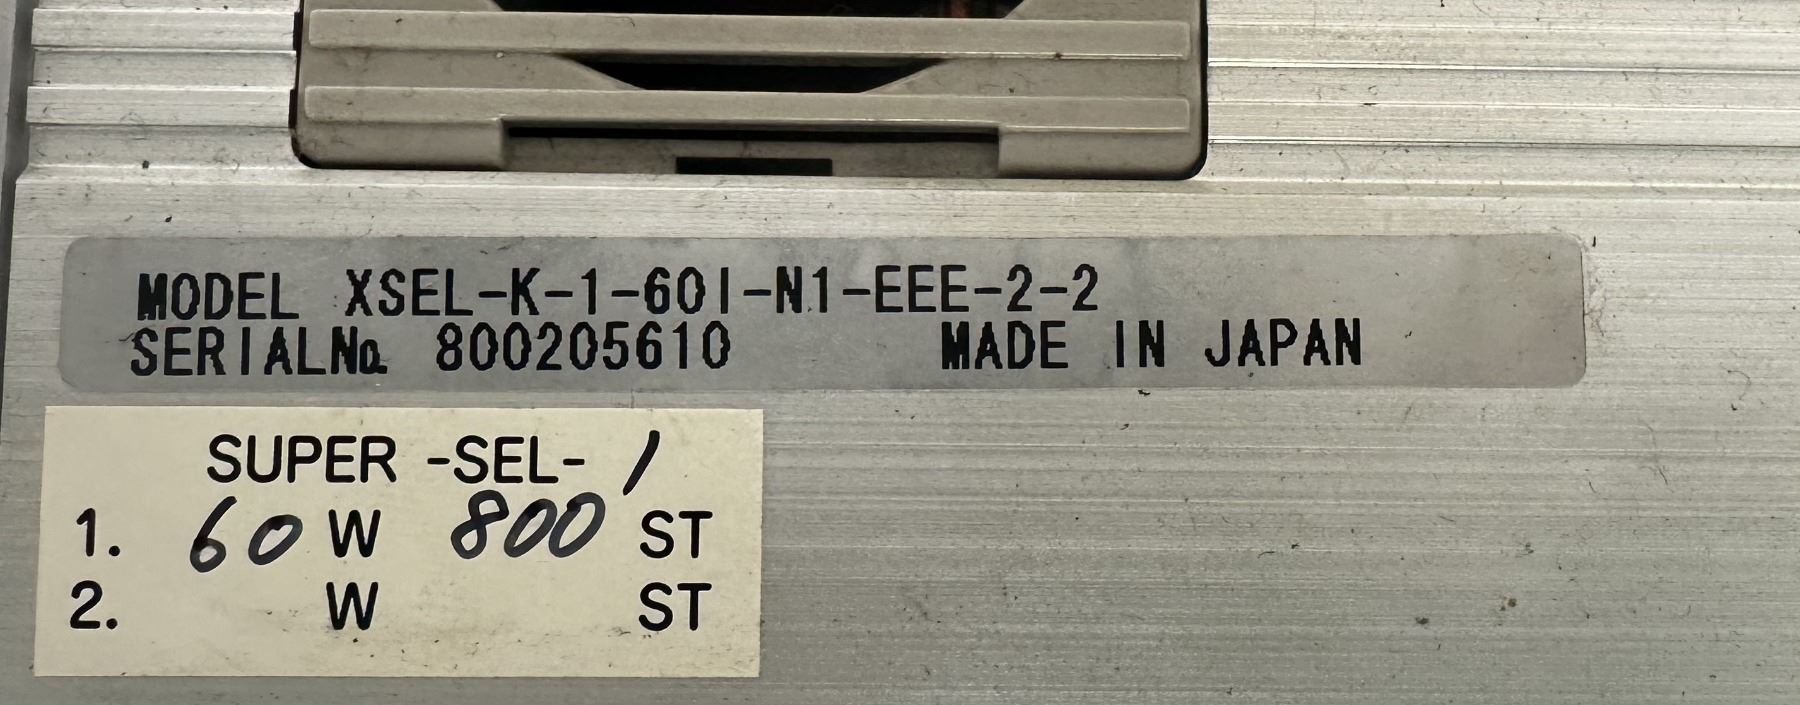 MODEL XSEL-K-1-60I-N1-EEE-2-2
SERIAL№ 800205610 MADE IN JAPAN
SUPER -SEL- /
1. 60 W 800 ST
2. W ST